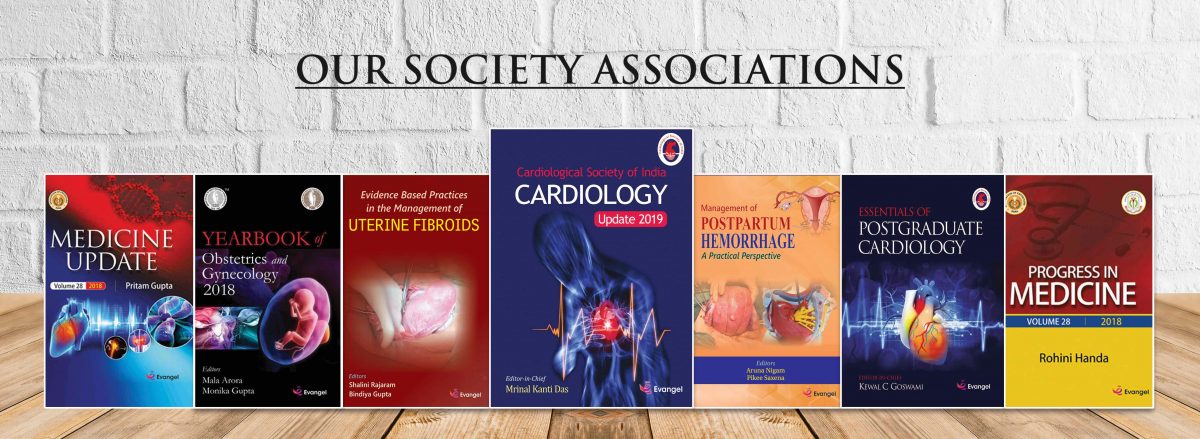 OUR SOCIETY ASSOCIATIONS
MEDICINE
UPDATE
Volume 28 2018 Pritam Gupta
Evangel
YEARBOOK of
Obstetrics and
Gynecology
2018
Editors
Mala Arora
Monika Gupta
Evangel
Evidence Based Practices
in the Management of
UTERINE FIBROIDS
Editors
Shalini Rajaram
Bindiya Gupta
Evangel
Cardiological Society of India
CARDIOLOGY
Update 2019
Editor-in-Chief
Mrinal Kanti Das
Evangel
Management of
POSTPARTUM
HEMORRHAGE
A Practical Perspective
Editors
Aruna Nigam
Pikee Saxena
Evangel
ESSENTIALS OF
POSTGRADUATE
CARDIOLOGY
EDITOR-IN-CHIEF
KEWAL C GOSWAMI
Evangel
PROGRESS IN
MEDICINE
VOLUME 28 | 2018
Rohini Handa
Evangel